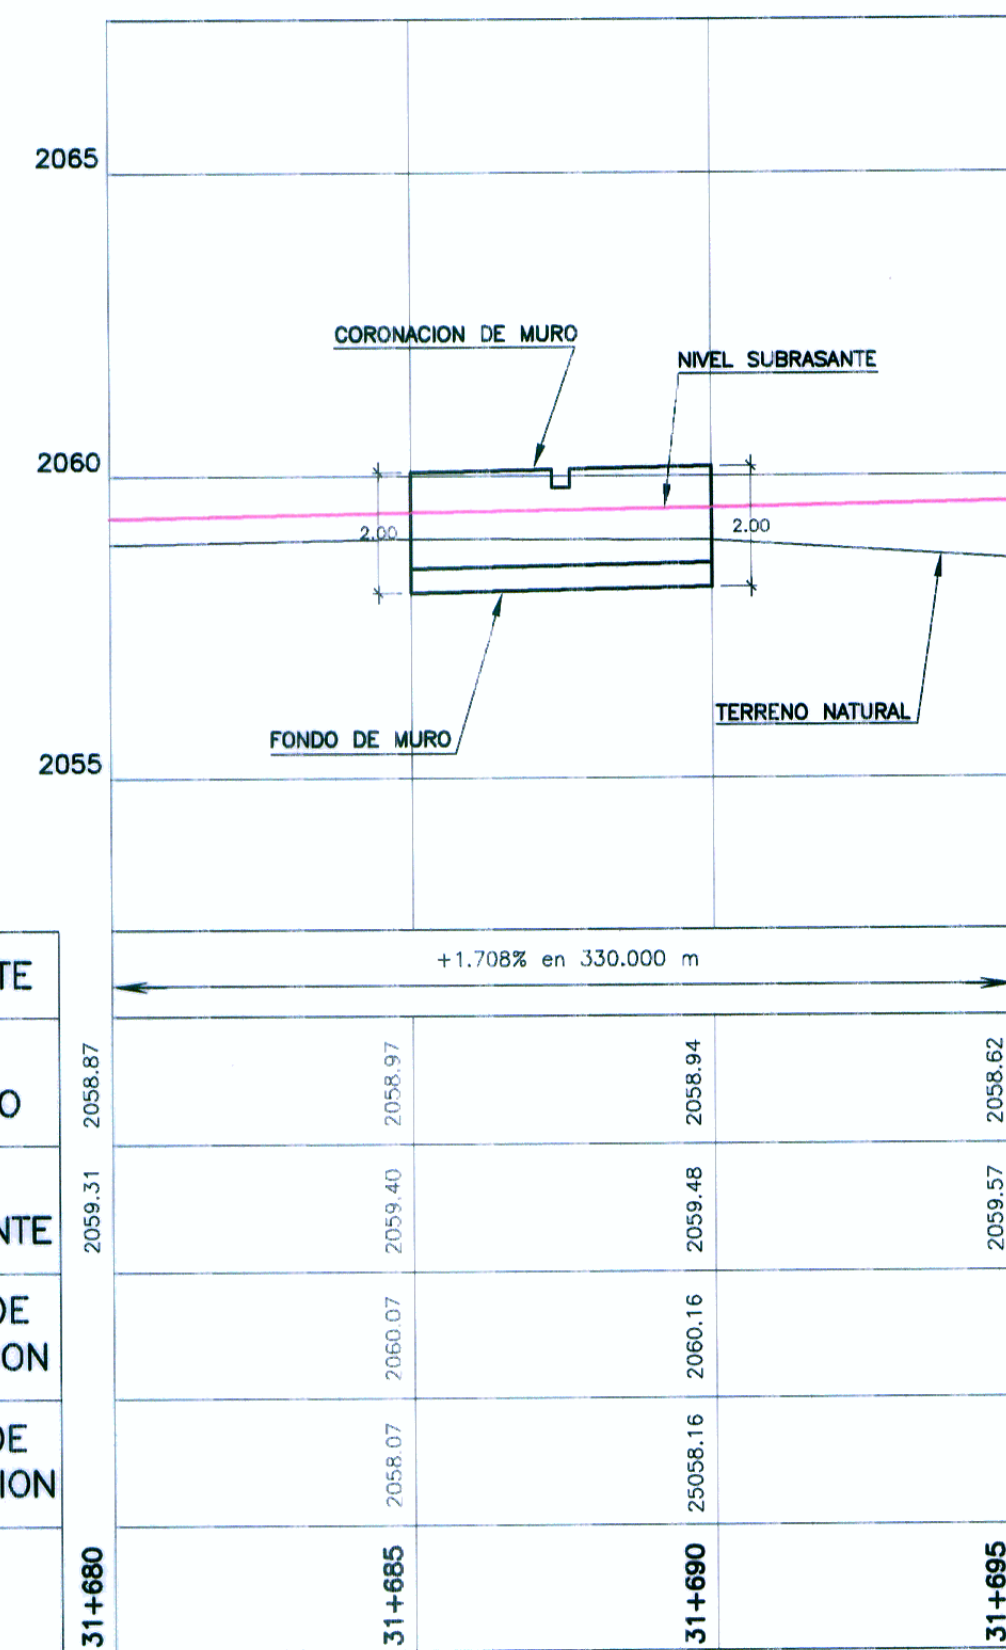 2065
CORONACION DE MURO
NIVEL SUBRASANTE
2060
2.00
2.00
TERRENO NATURAL
FONDO DE MURO
2055
+1.708% en 330.000 m
TE
2058.87
2058.97
2058.94
2058.62
O
2059.31
2059.40
2059.48
2059.57
NTE
DE
2060.07
2060.16
ON
DE
2058.07
25058.16
ION
31+680
31+685
31+690
31+695